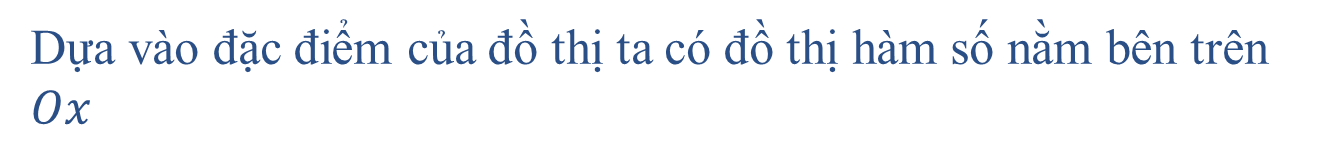 Dựa vào đặc điểm của đồ thị ta có đồ thị hàm số nằm bên trên
Ox